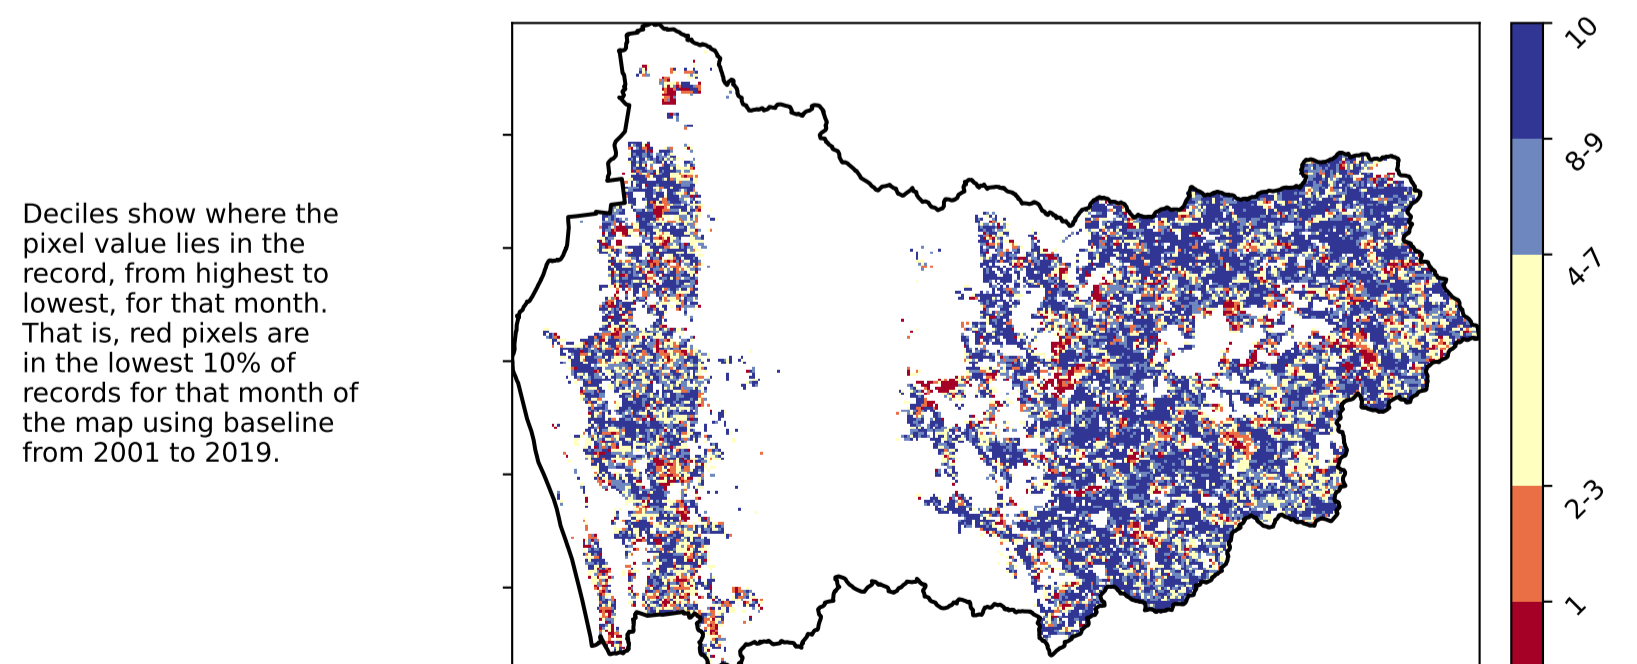 Deciles show where the
pixel value lies in the
record, from highest to
lowest, for that month.
That is, red pixels are
in the lowest 10% of
records for that month of
the map using baseline
from 2001 to 2019.
10
8-9
4-7
2-3
1